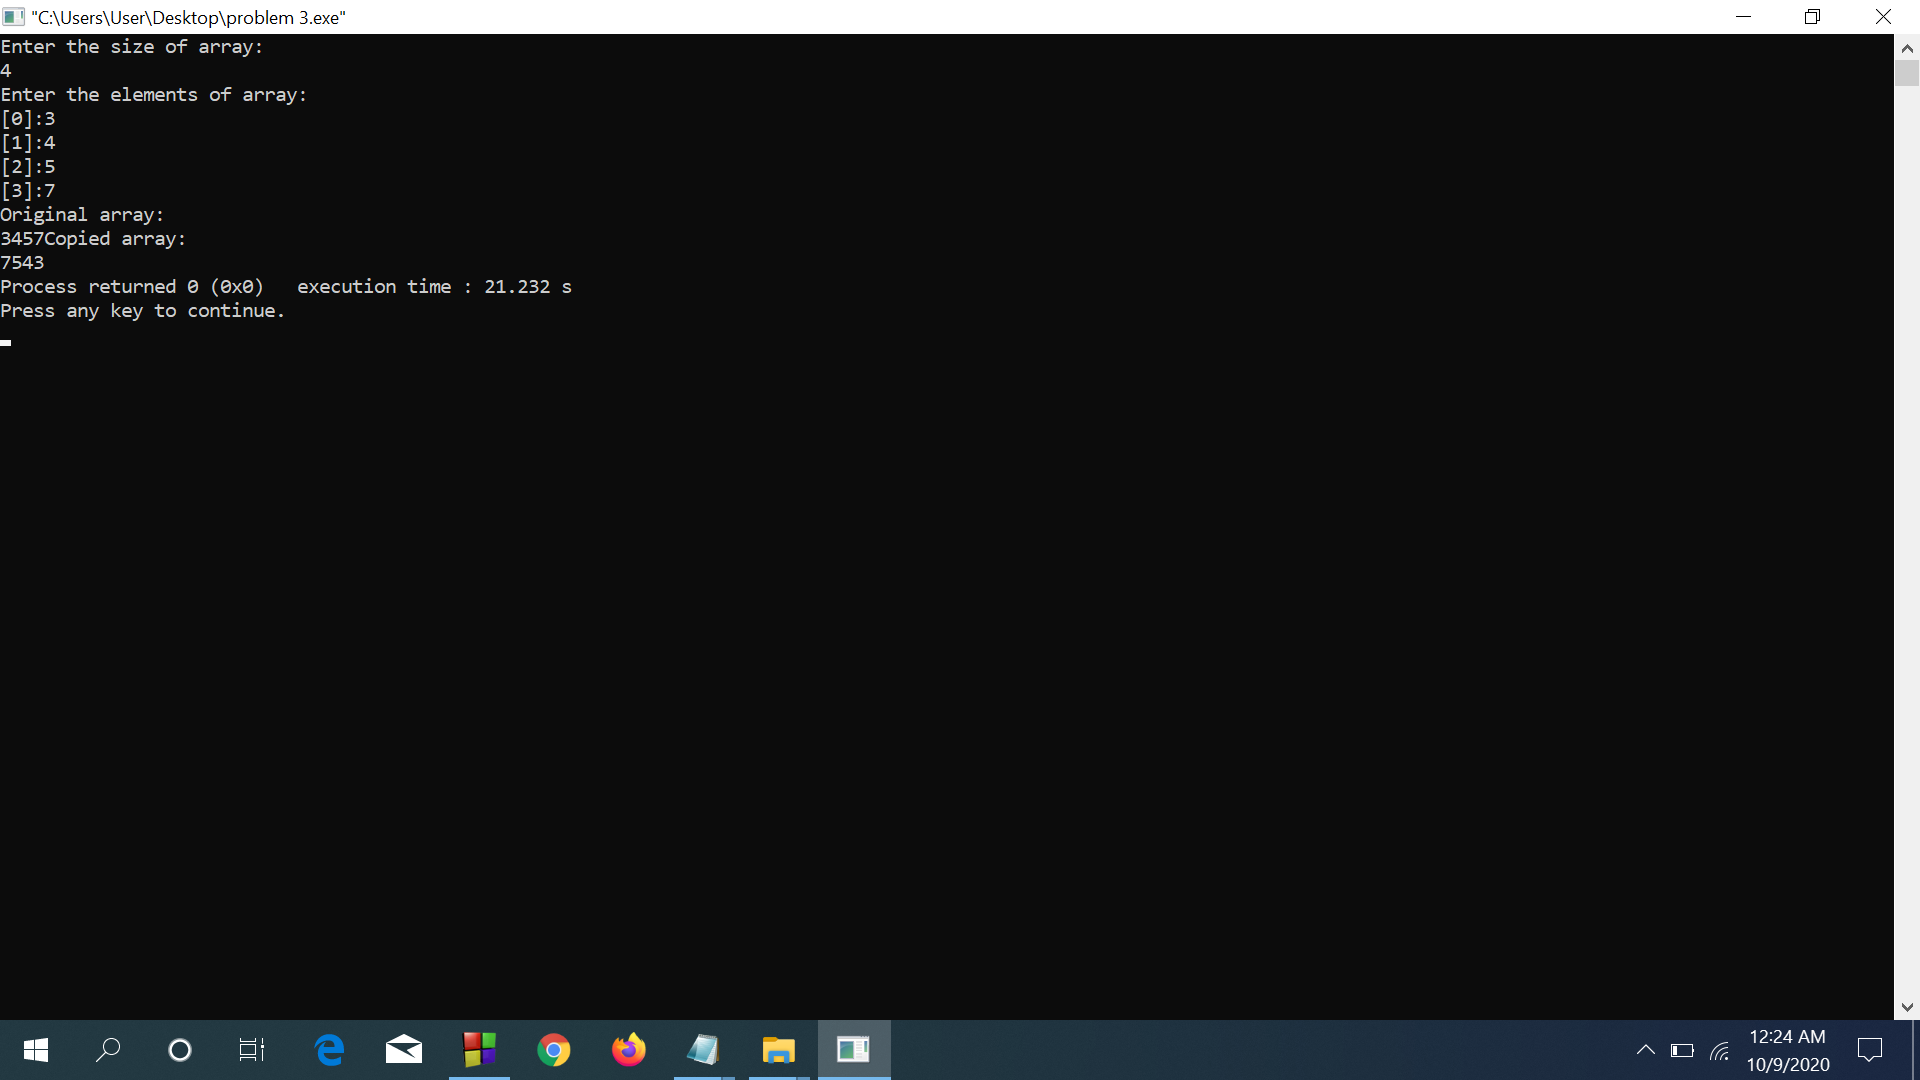 "C:\Users\User\Desktop\problem 3.exe"
Enter the size of array:
4
Enter the elements of array:
[0]:3
[1]:4
[2]:5
[3]:7
Original array:
3457Copied array:
7543
Process returned 0 (0x0)   execution time : 21.232 s
Press any key to continue.
12:24 AM
10/9/2020